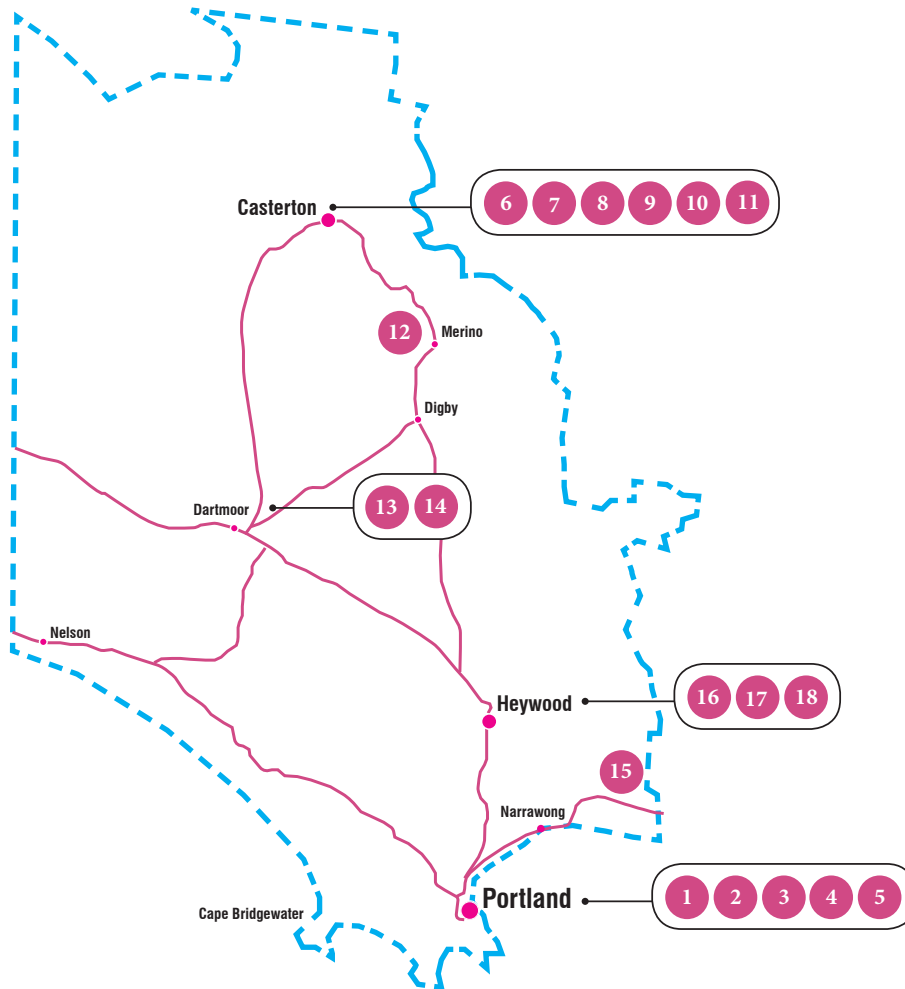 Casterton
6 7 8 9 10 11
12
Merino
Digby
13 14
Dartmoor
Nelson
16 17 18
Heywood
15
Narrawong
Portland
1 2 3 4 5
Cape Bridgewater